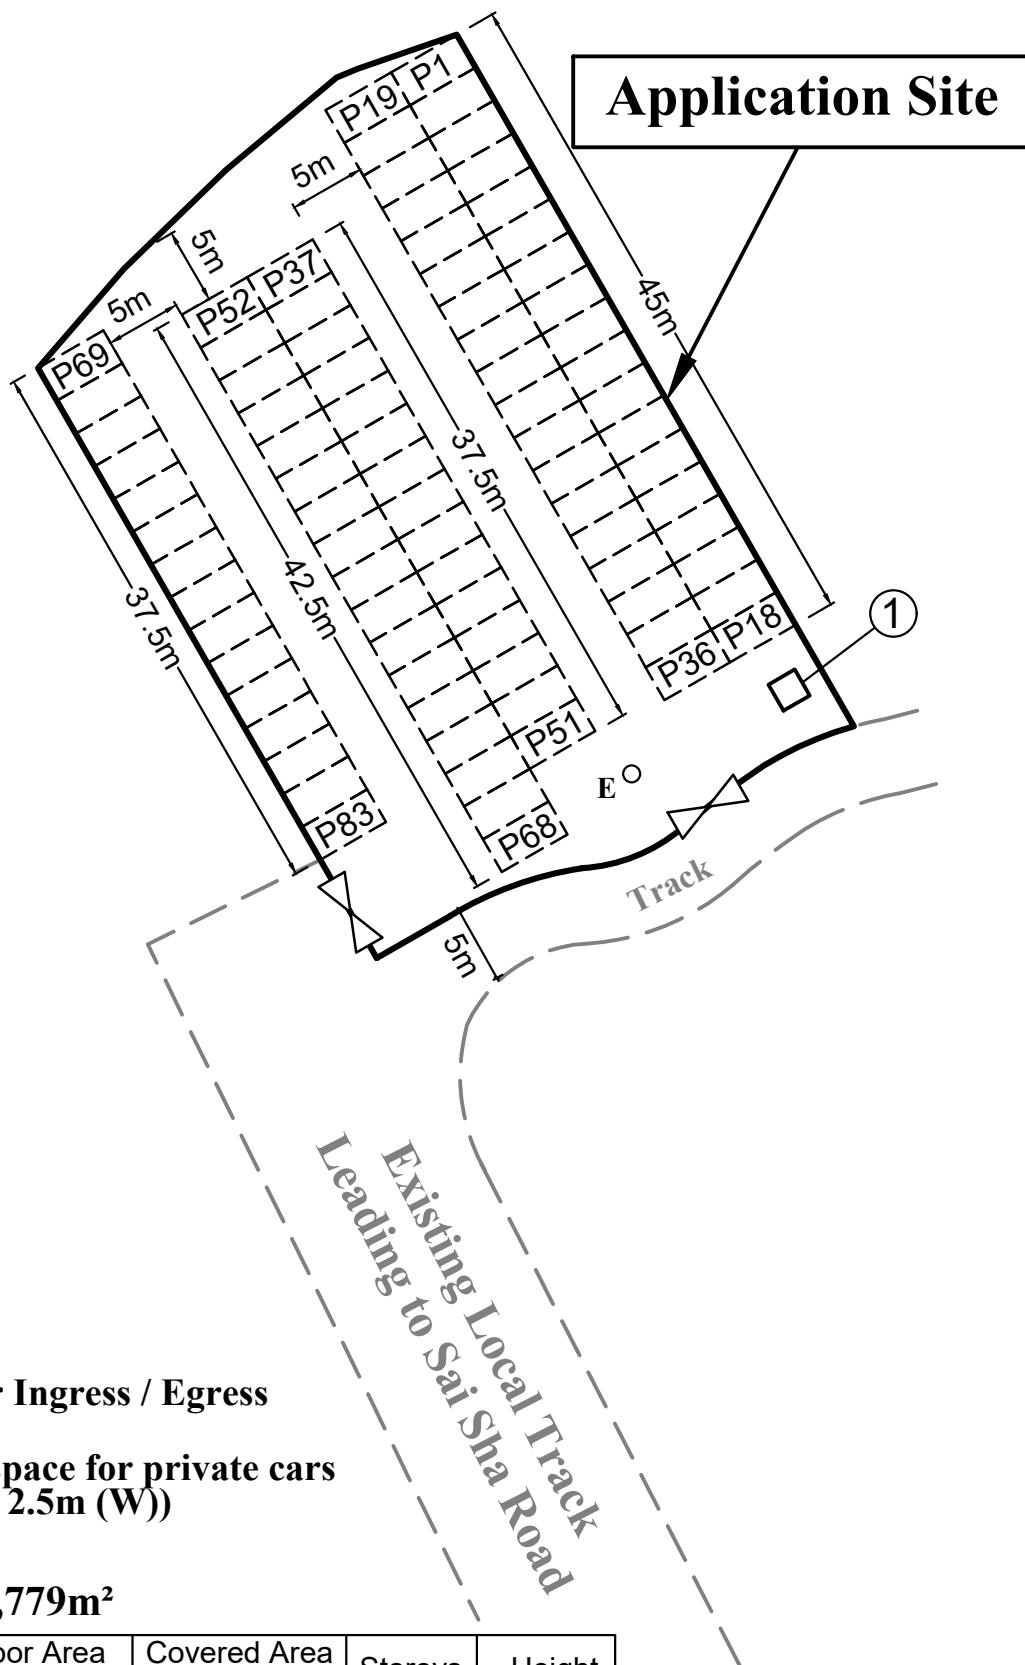 Application Site
P1
P19
5m
5m
5m
P37
P52
P69
45m
37.5m
42.5m
37.5m
1
P18
P36
P51
E
P68
P83
Track
5m
Existing Local Track
Leading to Sai Sha Road
Ingress / Egress
space for private cars
2.5m (W))
,779m²
Area
Covered Area
Storeys
Height